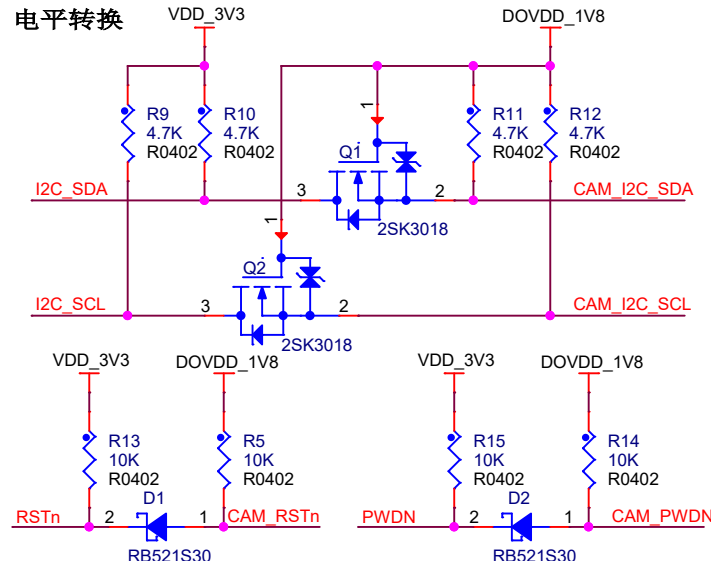 电平转换
VDD_3V3
DOVDD_1V8
R9
4.7K
R0402
R10
4.7K
R0402
R11
4.7K
R0402
R12
4.7K
R0402
1
Q1
I2C_SDA
3
2
CAM_I2C_SDA
2SK3018
1
Q2
I2C_SCL
3
2
CAM_I2C_SCL
2SK3018
VDD_3V3
DOVDD_1V8
VDD_3V3
DOVDD_1V8
R13
10K
R0402
R5
10K
R0402
R15
10K
R0402
R14
10K
R0402
RSTn
2
D1
1
CAM_RSTn
RB521S30
PWDN
2
D2
1
CAM_PWDN
RB521S30